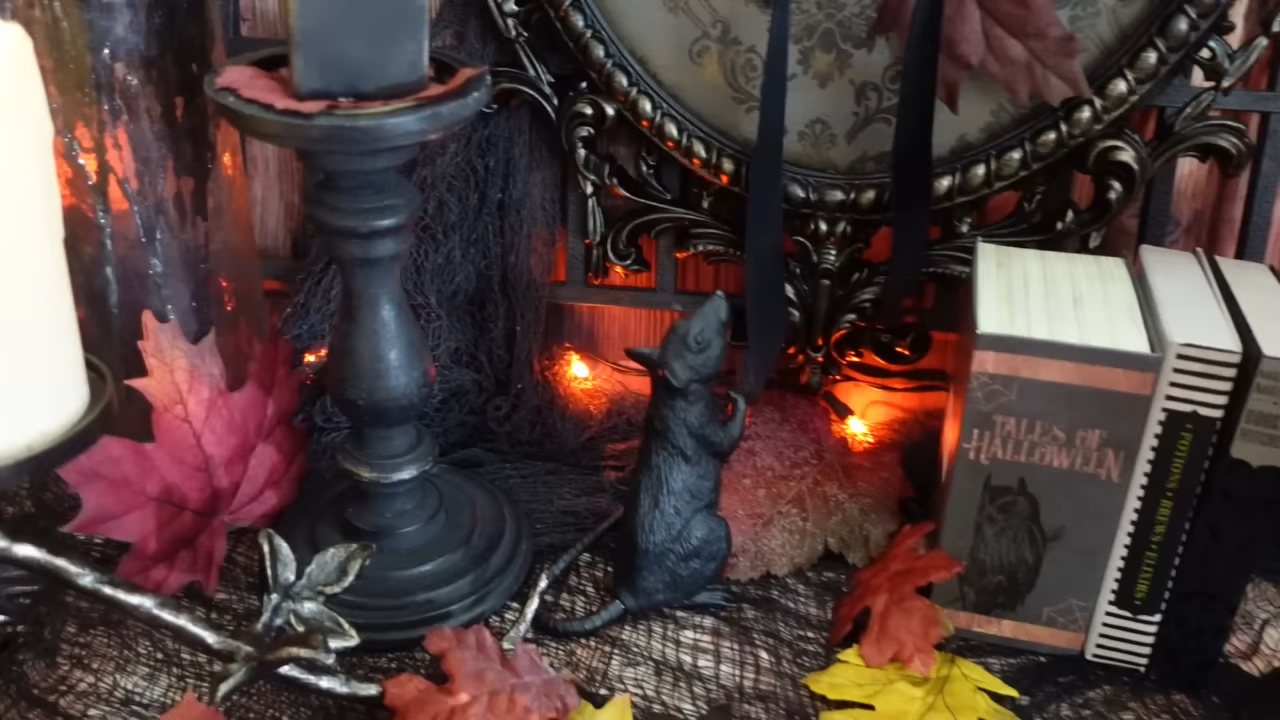 TALES OF
HALLOWEEN
• POTIONS • BREWS • ELIXIRS •